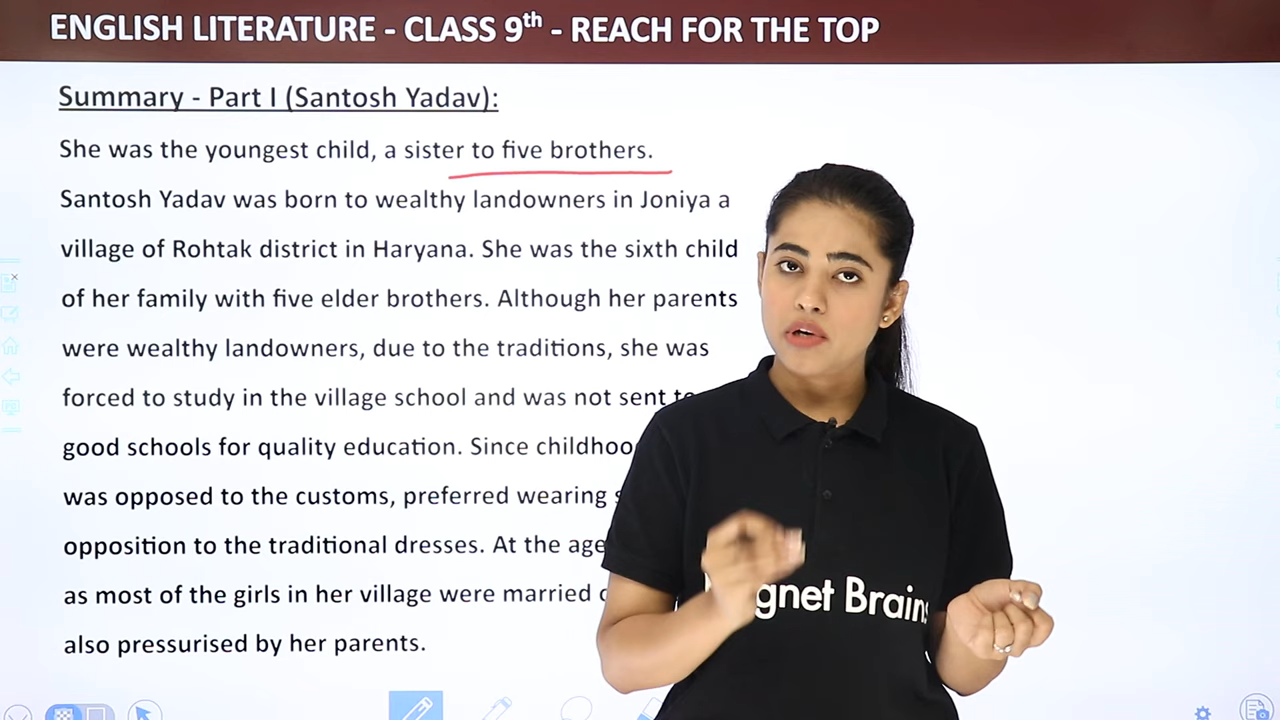 ENGLISH LITERATURE - CLASS 9th - REACH FOR THE TOP
Summary - Part I (Santosh Yadav):
She was the youngest child, a sister to five brothers.
Santosh Yadav was born to wealthy landowners in Joniya a
village of Rohtak district in Haryana. She was the sixth child
of her family with five elder brothers. Although her parents
were wealthy landowners, due to the traditions, she was
forced to study in the village school and was not sent
good schools for quality education. Since
was opposed to the customs, preferred wearing
opposition to the traditional dresses. At the age
as most of the girls in her village were married
also pressurised by her parents.